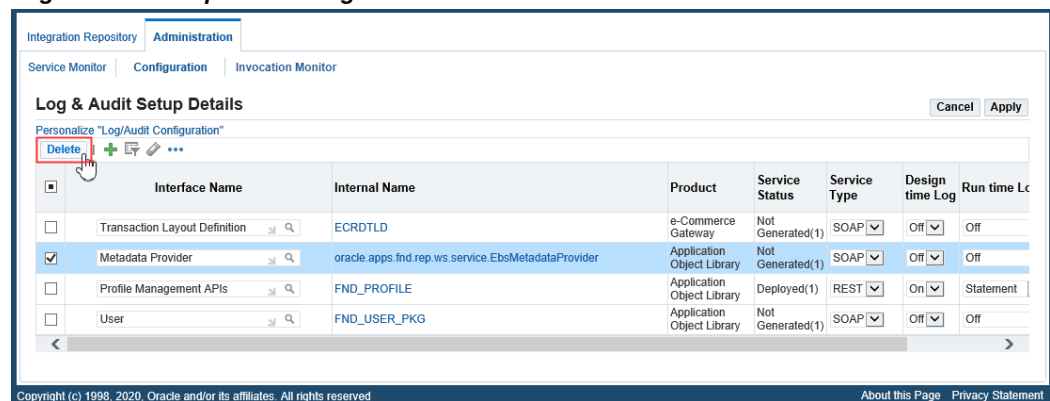 Integration Repository Administration
Service Monitor Configuration Invocation Monitor
Log & Audit Setup Details
Cancel Apply
Personalize "Log/Audit Configuration"
Delete
Interface Name Internal Name Product Service Status Service Type Design time Log Run time Lo
Transaction Layout Definition ECRDTLD e-Commerce Gateway Not Generated(1) SOAP Off Off
Metadata Provider oracle.apps.fnd.rep.ws.service.EbsMetadataProvider Application Object Library Not Generated(1) SOAP Off Off
Profile Management APIs FND_PROFILE Application Object Library Deployed(1) REST On Statement
User FND_USER_PKG Application Object Library Not Generated(1) SOAP Off Off
Copyright (c) 1998, 2020, Oracle and/or its affiliates. All rights reserved About this Page Privacy Statement